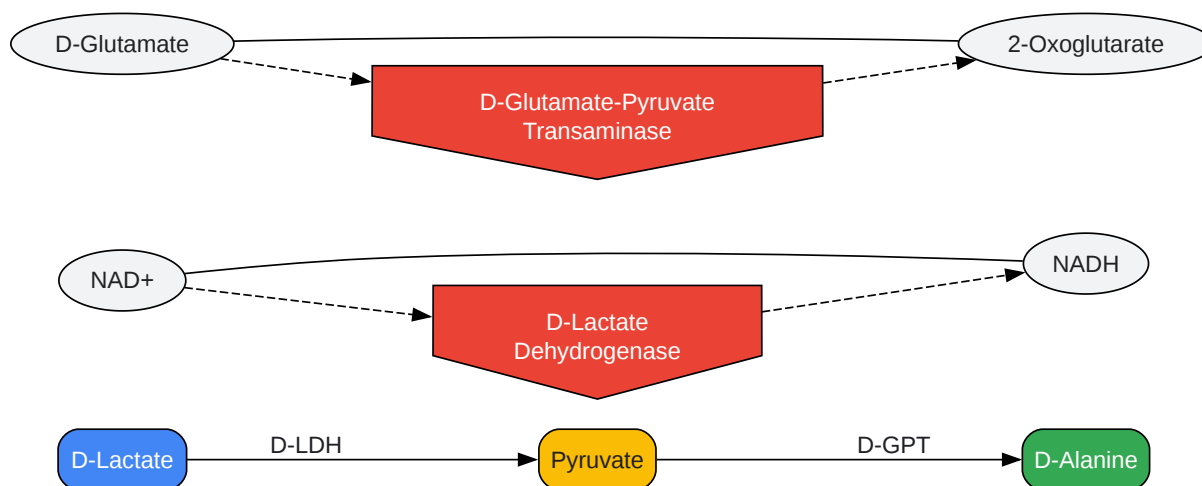 D-Glutamate
2-Oxoglutarate
D-Glutamate-Pyruvate
Transaminase
NAD+
NADH
D-Lactate
Dehydrogenase
D-LDH
D-GPT
D-Lactate
Pyruvate
D-Alanine